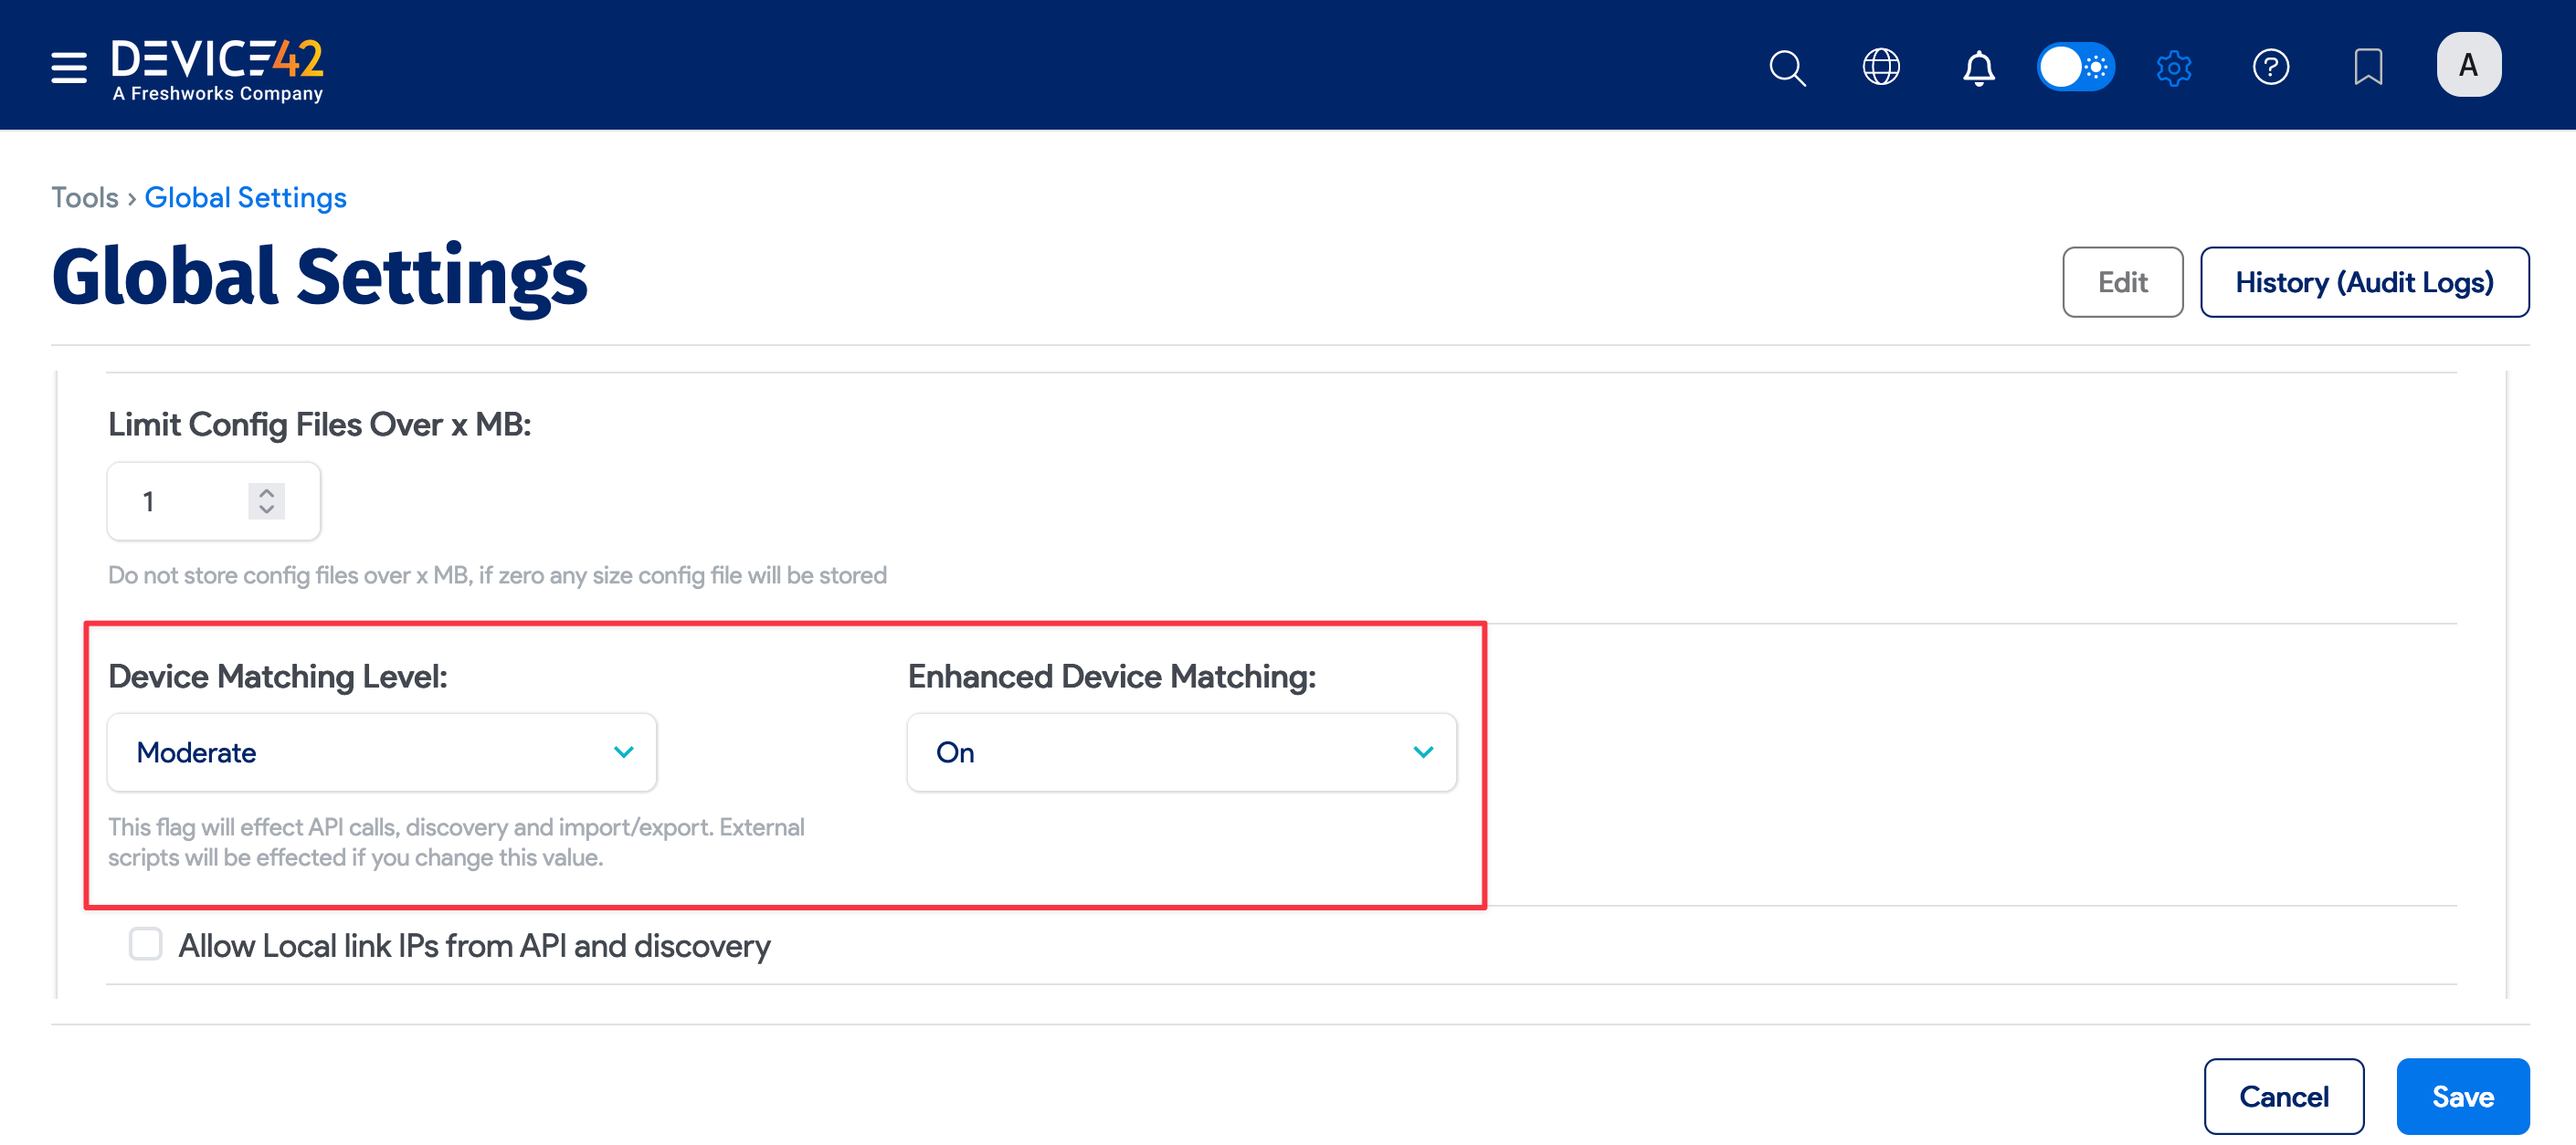 DEVICE42
A Freshworks Company
A
Tools › Global Settings
Global Settings
Edit
History (Audit Logs)
Limit Config Files Over x MB:
1
Do not store config files over x MB, if zero any size config file will be stored
Device Matching Level:
Enhanced Device Matching:
Moderate
On
This flag will effect API calls, discovery and import/export. External
scripts will be effected if you change this value.
Allow Local link IPs from API and discovery
Cancel
Save